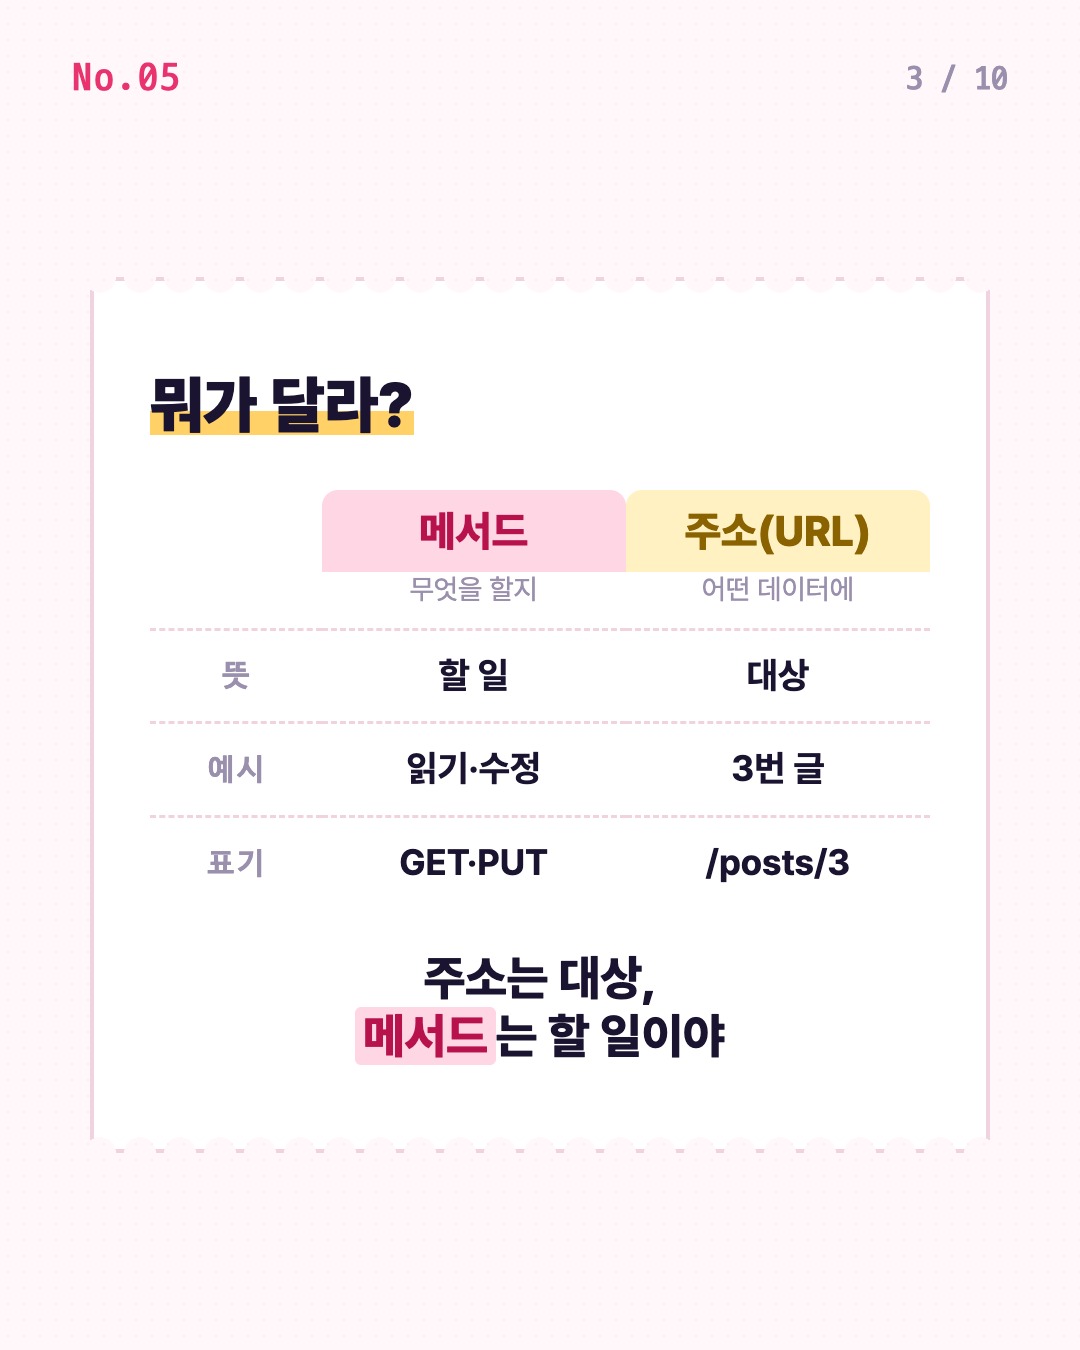 No.05
3 / 10
뭐가 달라?
메서드 주소(URL)
무엇을 할지 어떤 데이터에
뜻 할 일 대상
예시 읽기·수정 3번 글
표기 GET·PUT /posts/3
주소는 대상,
메서드는 할 일이야